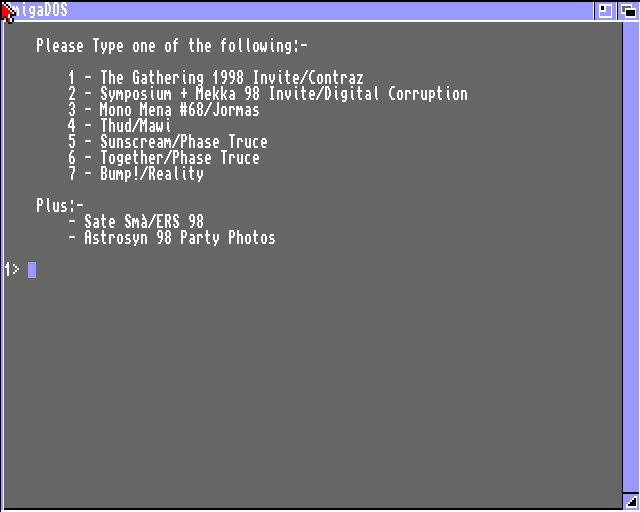 AmigaDOS
Please Type one of the following:-
1 - The Gathering 1998 Invite/Contraz
2 - Symposium + Mekka 98 Invite/Digital Corruption
3 - Mono Mena #68/Jormas
4 - Thud/Mawi
5 - Sunscream/Phase Truce
6 - Together/Phase Truce
7 - Bump!/Reality
Plus:-
- Sate Smà/ERS 98
- Astrosyn 98 Party Photos
1>